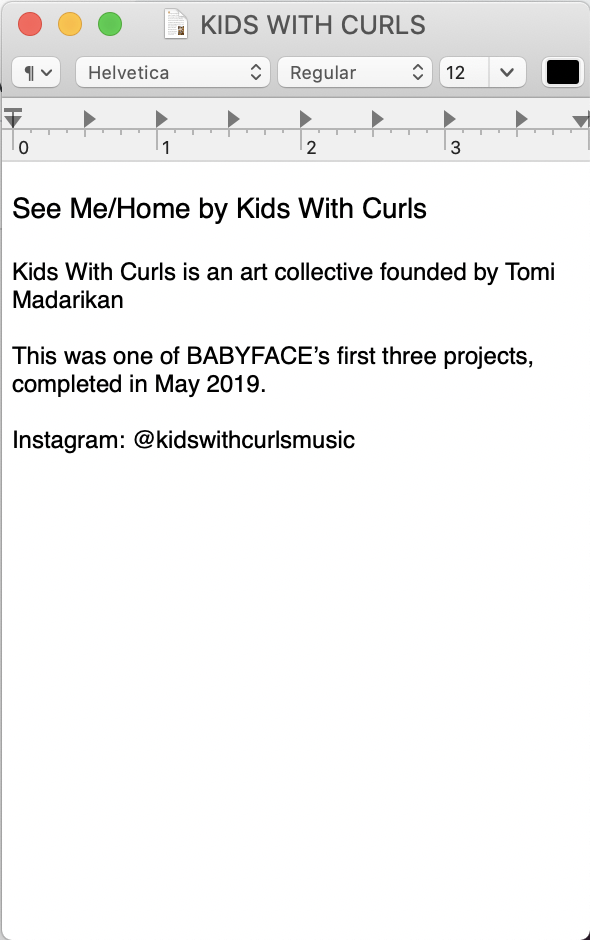 KIDS WITH CURLS
¶ Helvetica Regular 12
0 1 2 3
See Me/Home by Kids With Curls
Kids With Curls is an art collective founded by Tomi
Madarikan
This was one of BABYFACE’s first three projects,
completed in May 2019.
Instagram: @kidswithcurlsmusic